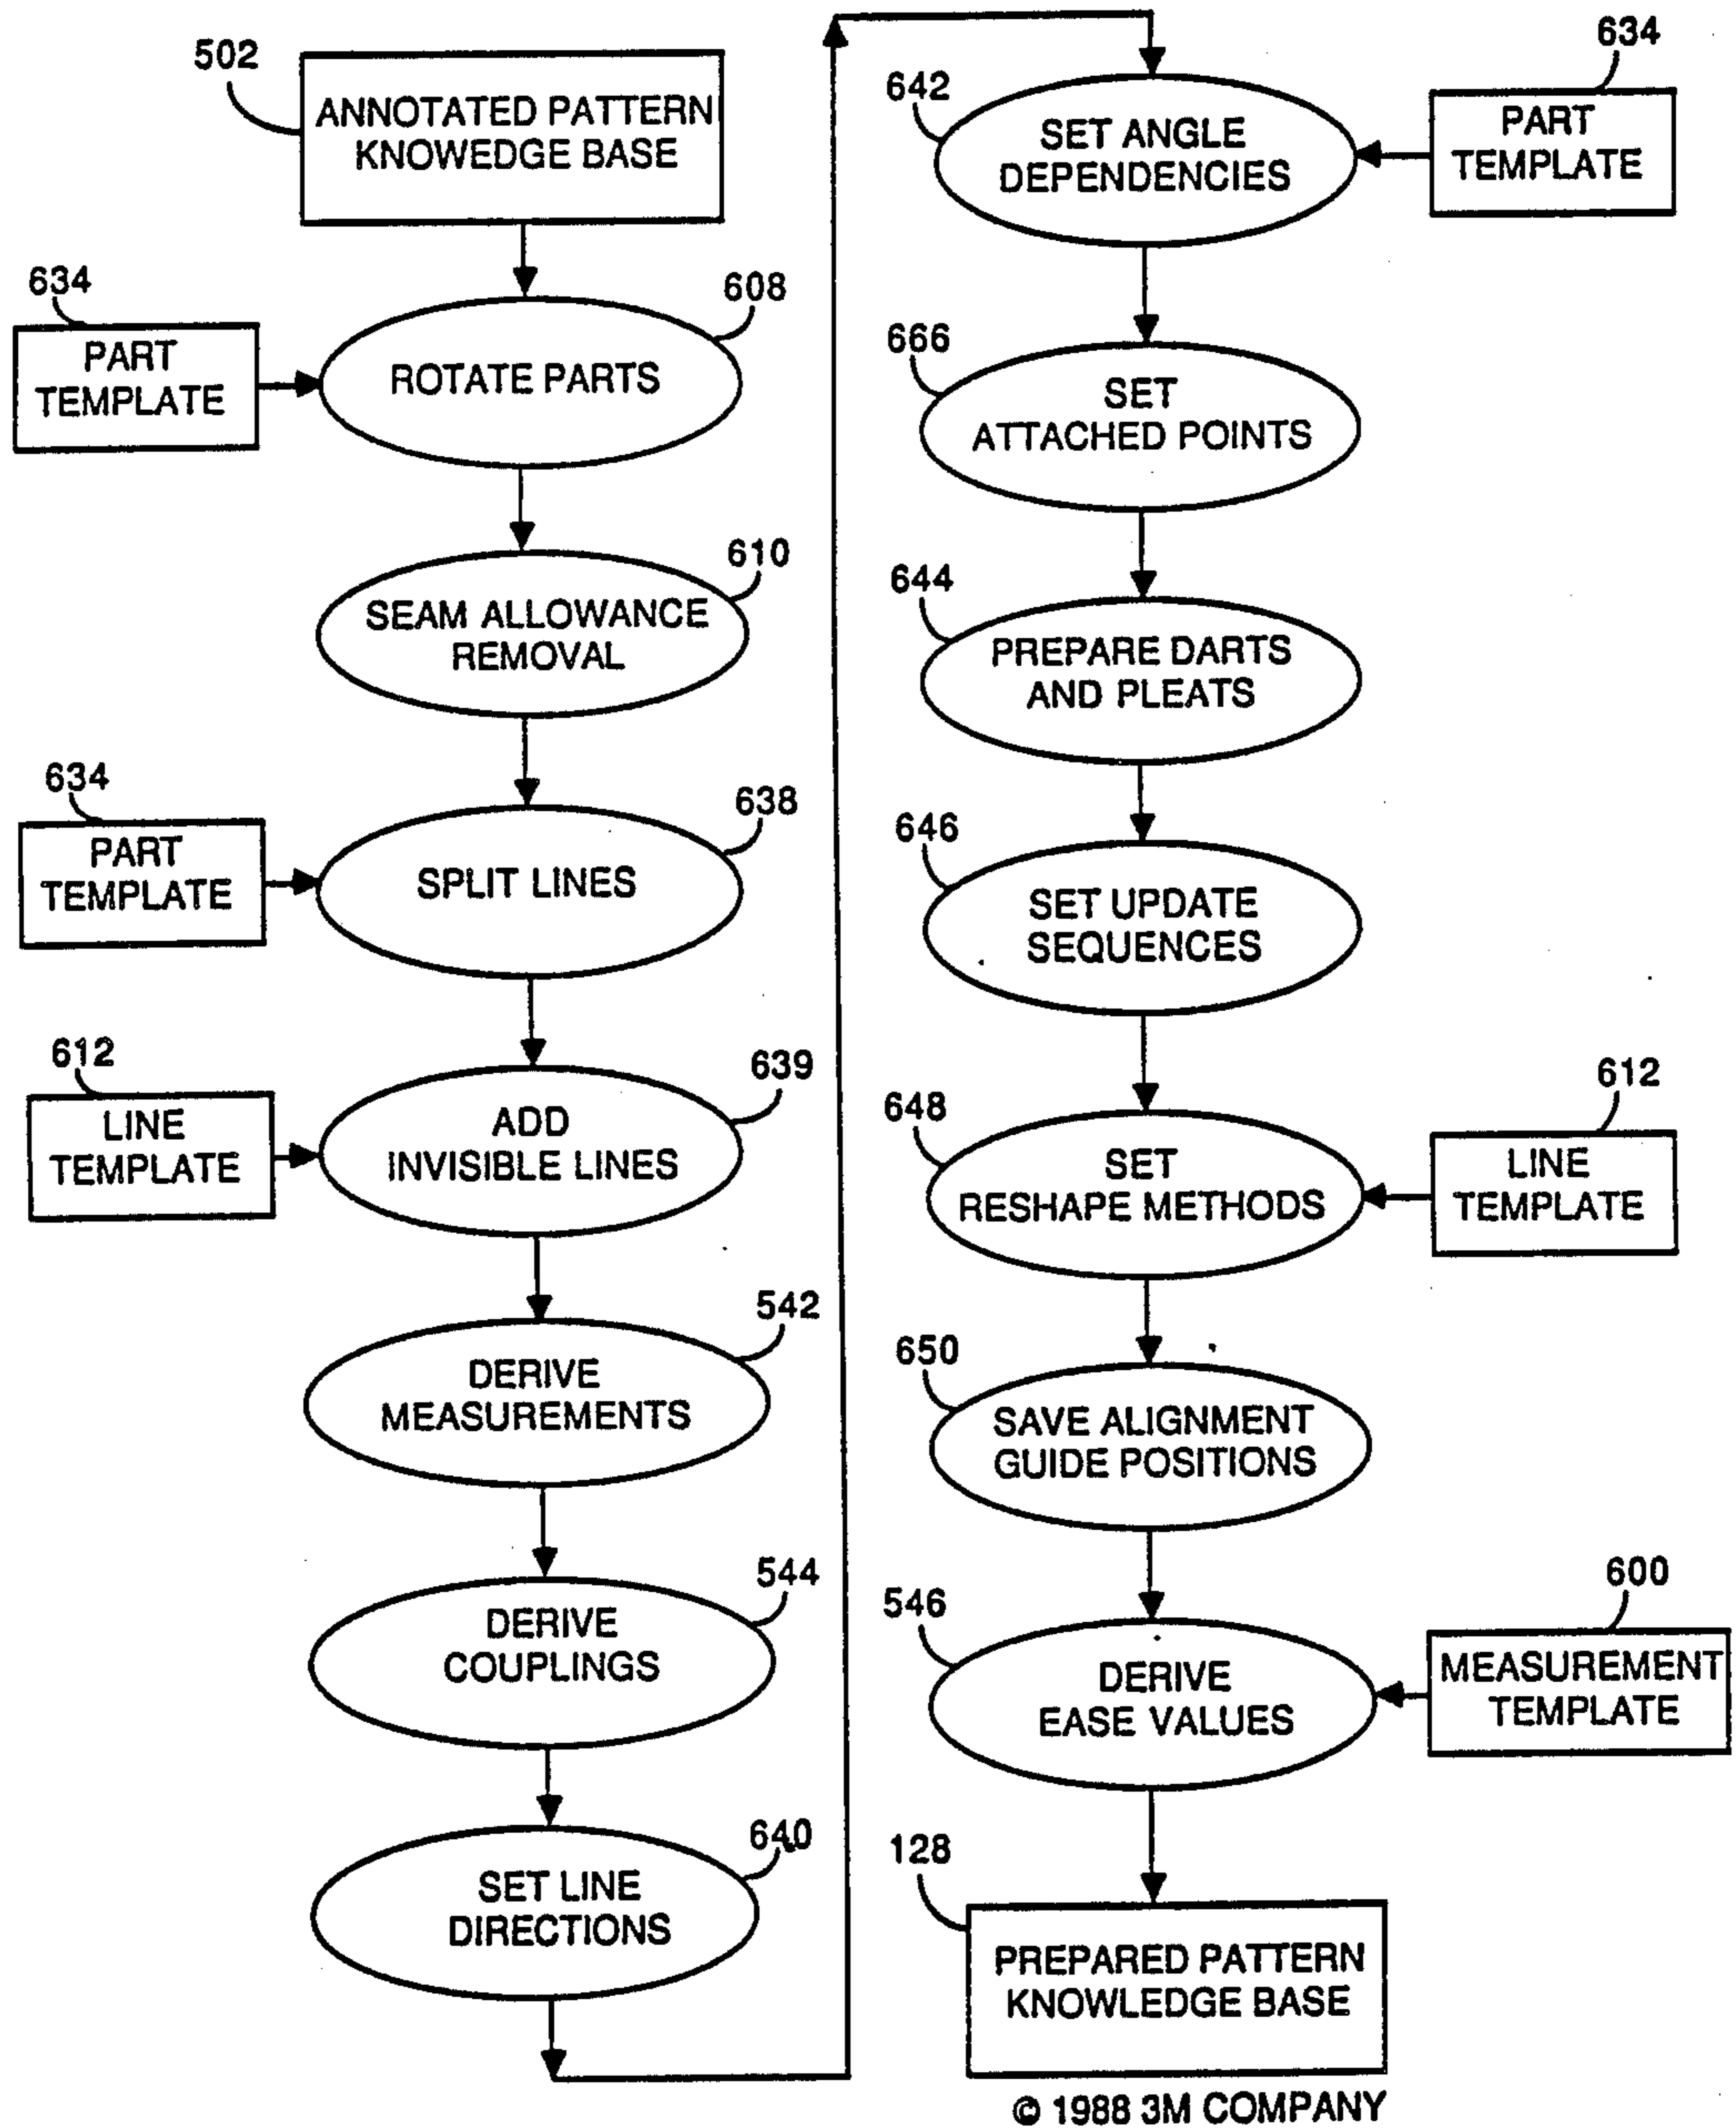 502
ANNOTATED PATTERN
KNOWEDGE BASE
634
PART
TEMPLATE
608
ROTATE PARTS
610
SEAM ALLOWANCE
REMOVAL
634
PART
TEMPLATE
638
SPLIT LINES
612
LINE
TEMPLATE
639
ADD
INVISIBLE LINES
542
DERIVE
MEASUREMENTS
544
DERIVE
COUPLINGS
640
SET LINE
DIRECTIONS
642
SET ANGLE
DEPENDENCIES
634
PART
TEMPLATE
666
SET
ATTACHED POINTS
644
PREPARE DARTS
AND PLEATS
646
SET UPDATE
SEQUENCES
648
SET
RESHAPE METHODS
612
LINE
TEMPLATE
650
SAVE ALIGNMENT
GUIDE POSITIONS
546
DERIVE
EASE VALUES
600
MEASUREMENT
TEMPLATE
128
PREPARED PATTERN
KNOWLEDGE BASE
© 1988 3M COMPANY